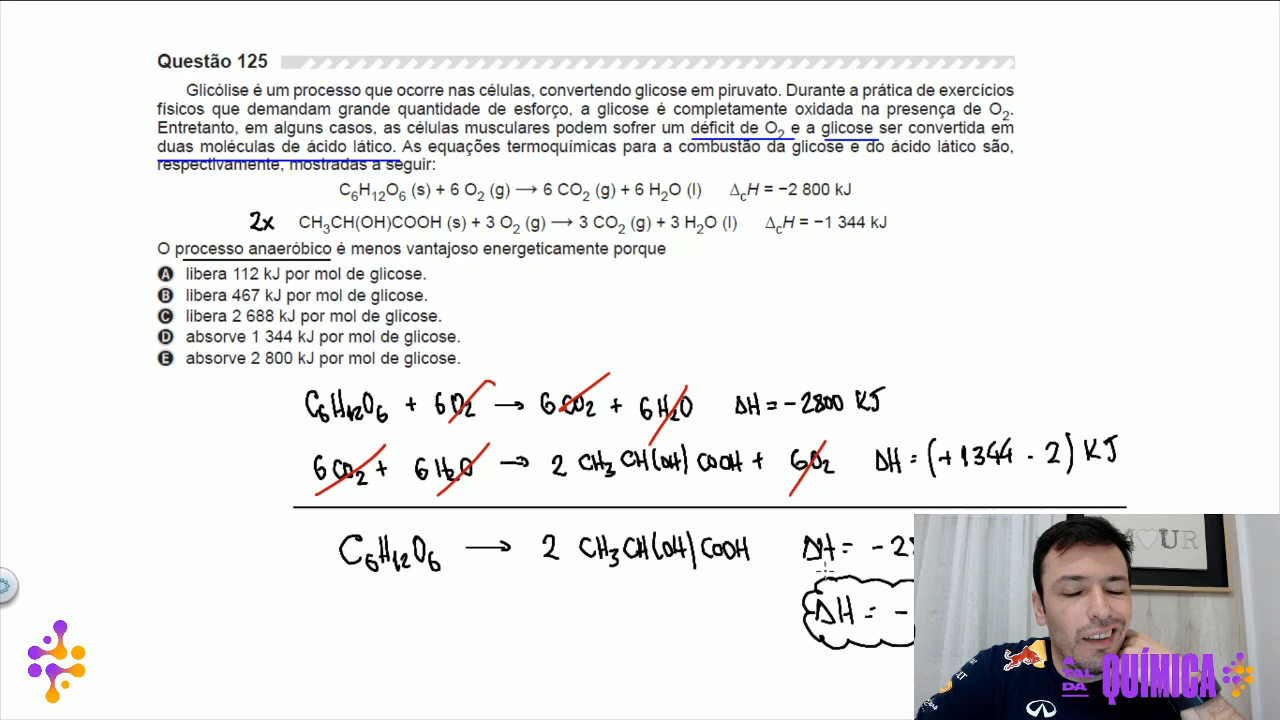 Questão 125
Glicólise é um processo que ocorre nas células, convertendo glicose em piruvato. Durante a prática de exercícios
físicos que demandam grande quantidade de esforço, a glicose é completamente oxidada na presença de O₂.
Entretanto, em alguns casos, as células musculares podem sofrer um déficit de O₂ e a glicose ser convertida em
duas moléculas de ácido lático. As equações termoquímicas para a combustão da glicose e do ácido lático são,
respectivamente, mostradas a seguir:
C₆H₁₂O₆ (s) + 6 O₂ (g) ⟶ 6 CO₂ (g) + 6 H₂O (l) ΔcH = −2 800 kJ
2x CH₃CH(OH)COOH (s) + 3 O₂ (g) ⟶ 3 CO₂ (g) + 3 H₂O (l) ΔcH = −1 344 kJ
O processo anaeróbico é menos vantajoso energeticamente porque
A libera 112 kJ por mol de glicose.
B libera 467 kJ por mol de glicose.
C libera 2 688 kJ por mol de glicose.
D absorve 1 344 kJ por mol de glicose.
E absorve 2 800 kJ por mol de glicose.
C₆H₁₂O₆ + 6O₂ → 6CO₂ + 6H₂O ΔH = -2800 KJ
6CO₂ + 6H₂O → 2 CH₃CH(OH)COOH + 6O₂ ΔH = (+1344 · 2) KJ
C₆H₁₂O₆ → 2 CH₃CH(OH)COOH ΔH = -2
ΔH = -
A TAL DA QUÍMICA